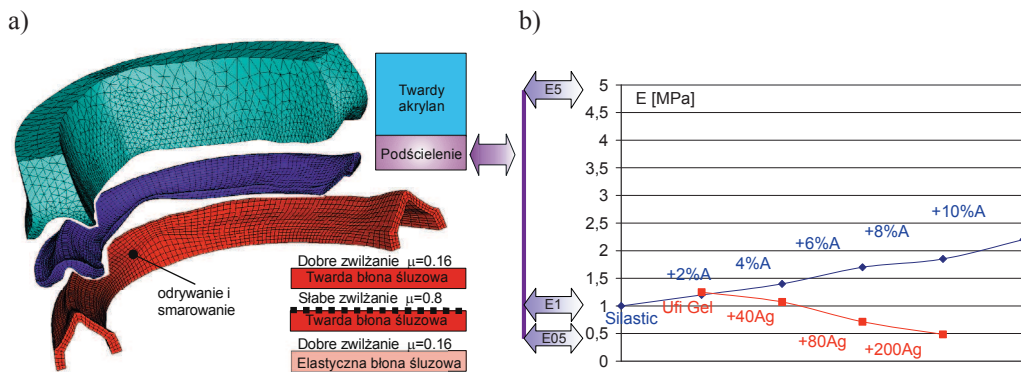 a)
Twardy
akrylan
Podścielenie
odrywanie i
smarowanie
Dobre zwilżanie μ=0.16
Twarda błona śluzowa
Słabe zwilżanie μ=0.8
Twarda błona śluzowa
Dobre zwilżanie μ=0.16
Elastyczna błona śluzowa
b)
E5
E1
E05
E [MPa]
5
4,5
4
3,5
3
2,5
2
1,5
1
0,5
0
Silastic
+2%A
4%A
+6%A
+8%A
+10%A
Ufi Gel
+40Ag
+80Ag
+200Ag